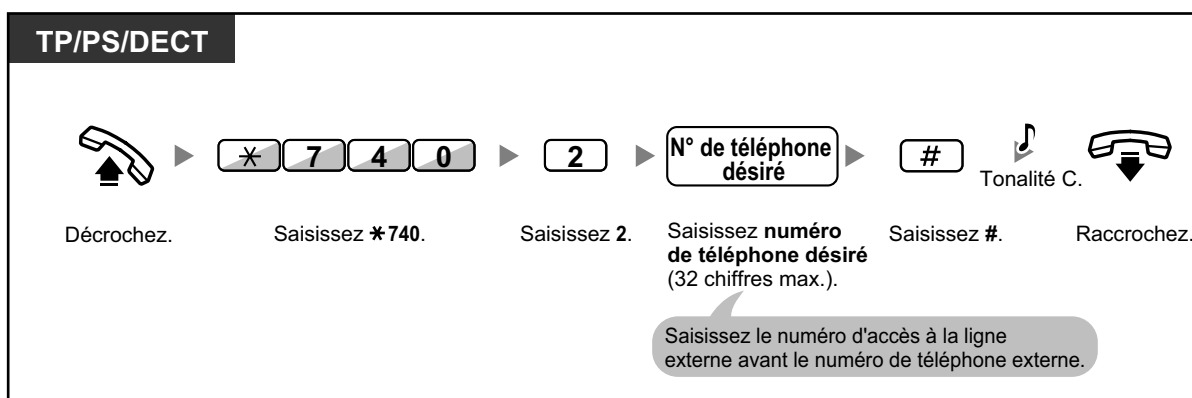 TP/PS/DECT
* 7 4 0
2
N° de téléphone
désiré
#
Tonalité C.
Décrochez.
Saisissez *740.
Saisissez 2.
Saisissez numéro
de téléphone désiré
(32 chiffres max.).
Saisissez #.
Raccrochez.
Saisissez le numéro d'accès à la ligne
externe avant le numéro de téléphone externe.